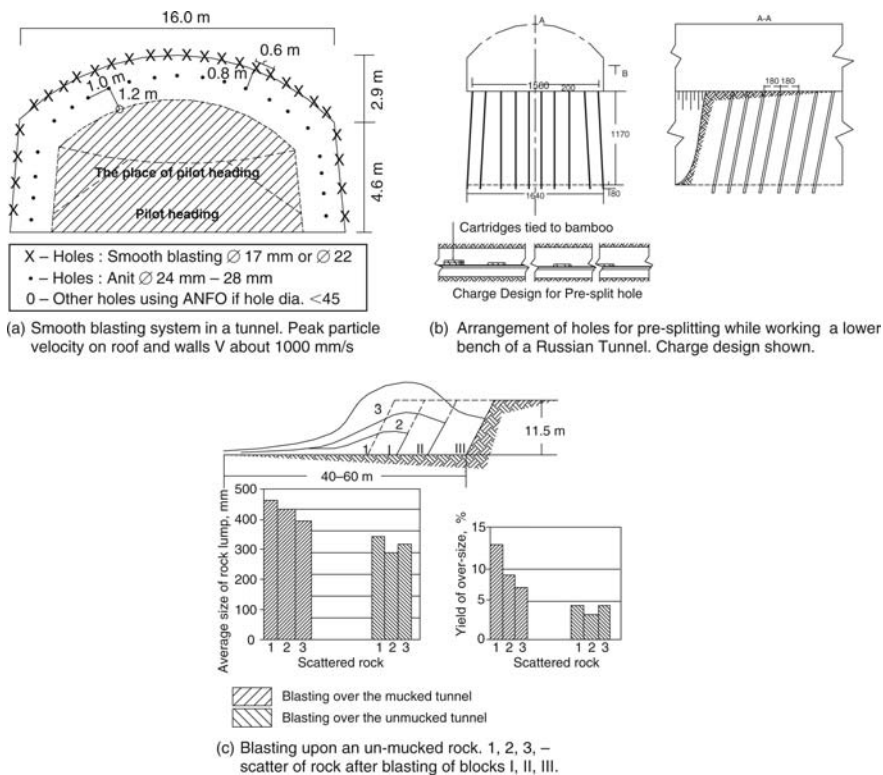 16.0 m
0.6 m
0.8 m
1.0 m
1.2 m
2.9 m
4.6 m
The place of pilot heading
Pilot heading
X – Holes : Smooth blasting ∅ 17 mm or ∅ 22
• – Holes : Anit ∅ 24 mm – 28 mm
0 – Other holes using ANFO if hole dia. <45
(a) Smooth blasting system in a tunnel. Peak particle
velocity on roof and walls V about 1000 mm/s
A
B
1560
200
1170
180
1640
Cartridges tied to bamboo
Charge Design for Pre-split hole
A-A
180 180
(b) Arrangement of holes for pre-splitting while working a lower
bench of a Russian Tunnel. Charge design shown.
3
2
1 I II III
11.5 m
40–60 m
Average size of rock lump, mm
500
400
300
200
100
0
1 2 3 1 2 3
Scattered rock
Yield of over-size, %
15
10
5
0
1 2 3 1 2 3
Scattered rock
Blasting over the mucked tunnel
Blasting over the unmucked tunnel
(c) Blasting upon an un-mucked rock. 1, 2, 3, –
scatter of rock after blasting of blocks I, II, III.